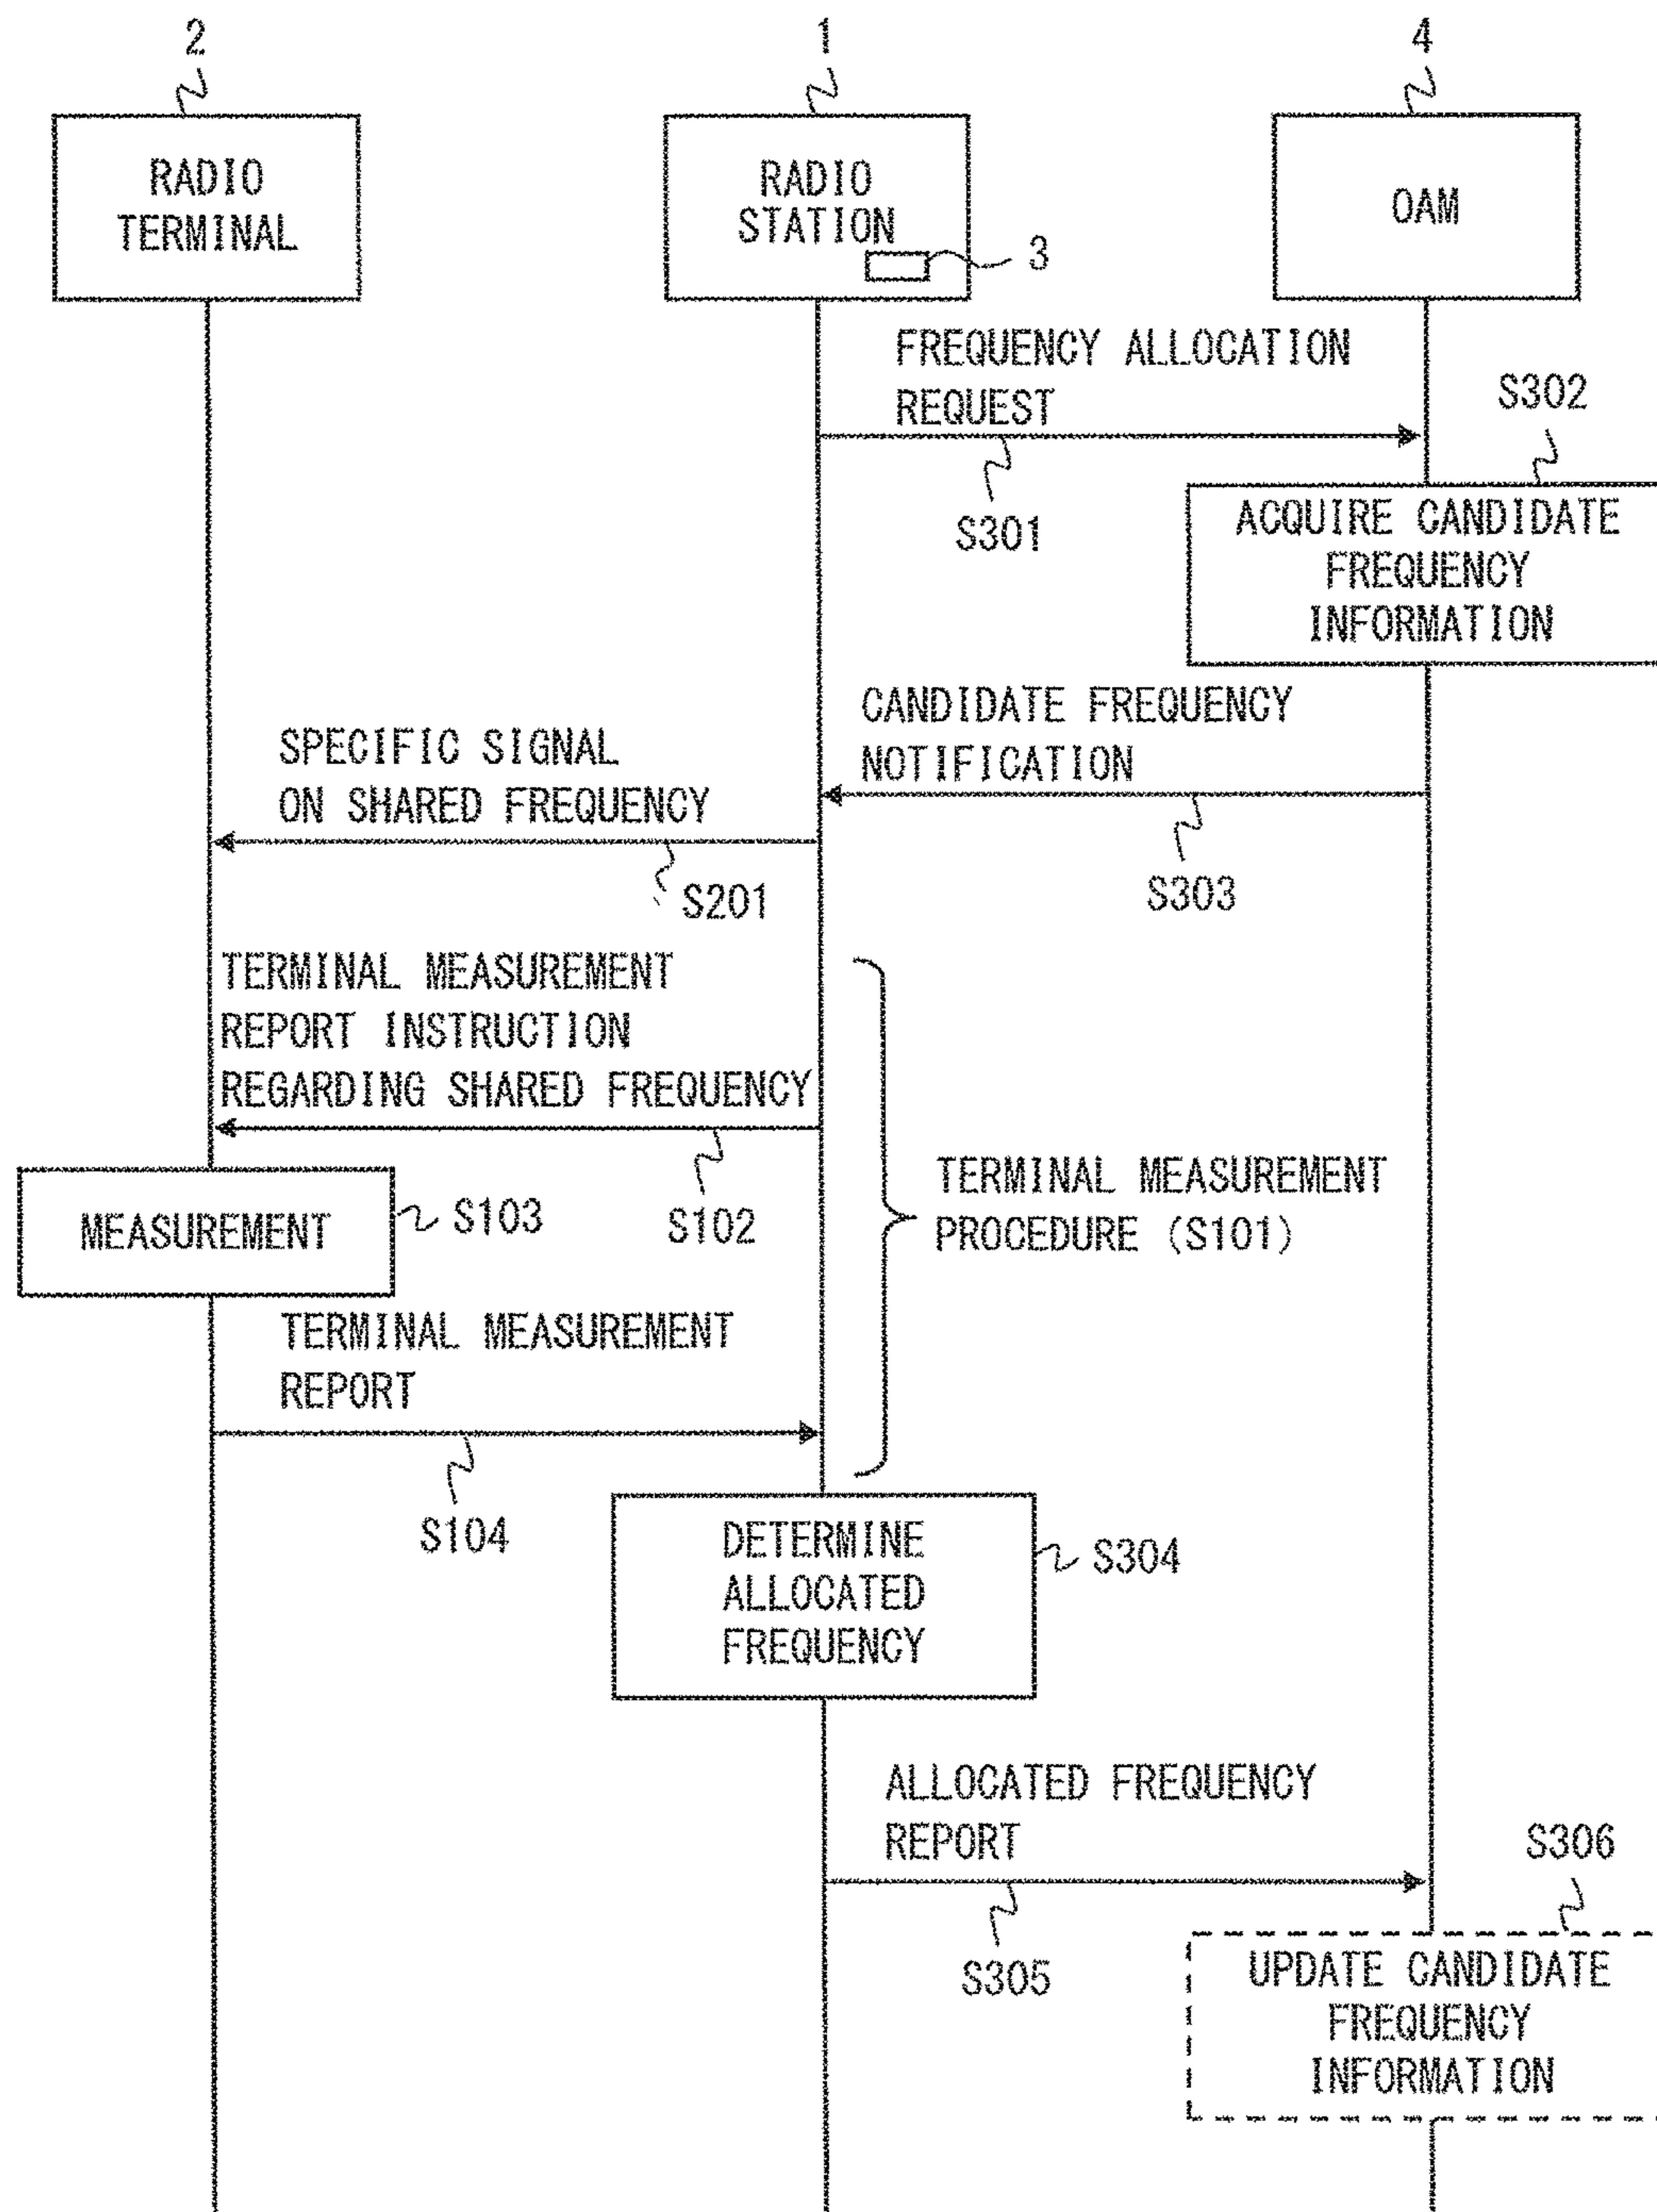 2
1
4
RADIO
TERMINAL
RADIO
STATION
3
OAM
FREQUENCY ALLOCATION
REQUEST
S301
S302
ACQUIRE CANDIDATE
FREQUENCY
INFORMATION
CANDIDATE FREQUENCY
NOTIFICATION
S303
SPECIFIC SIGNAL
ON SHARED FREQUENCY
S201
TERMINAL MEASUREMENT
REPORT INSTRUCTION
REGARDING SHARED FREQUENCY
S102
MEASUREMENT
S103
TERMINAL MEASUREMENT
PROCEDURE (S101)
TERMINAL MEASUREMENT
REPORT
S104
DETERMINE
ALLOCATED
FREQUENCY
S304
ALLOCATED FREQUENCY
REPORT
S305
S306
UPDATE CANDIDATE
FREQUENCY
INFORMATION